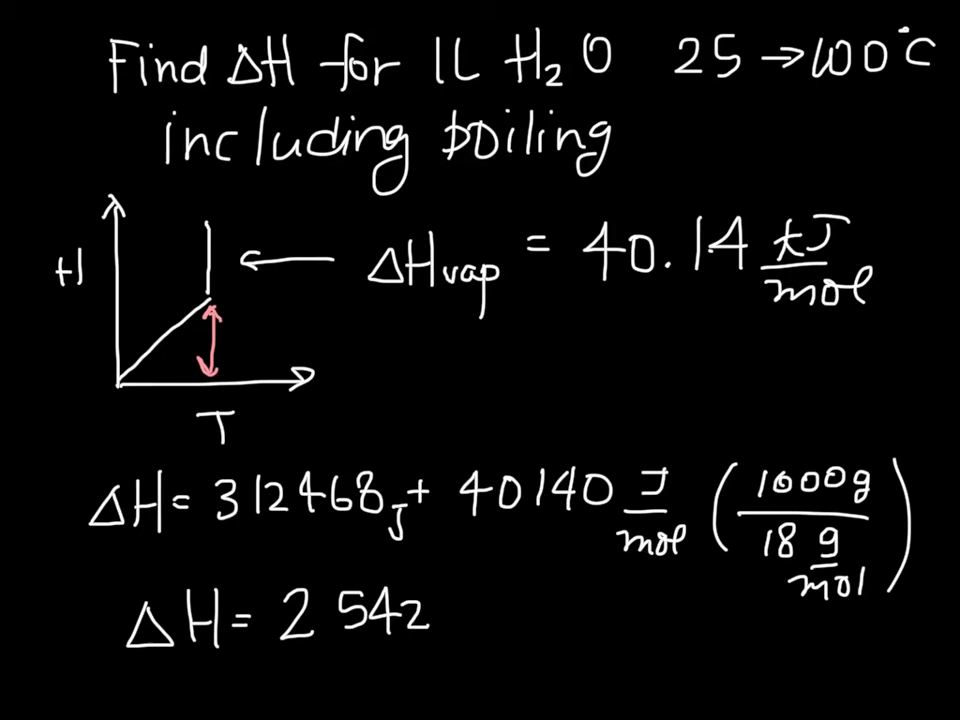 Find ΔH for 1L H₂O 25 → 100°C
including boiling
H
ΔHvap = 40.14 kJ/mol
T
ΔH = 312468 J + 40140 J/mol (1000g / 18 g/mol)
ΔH = 2 542